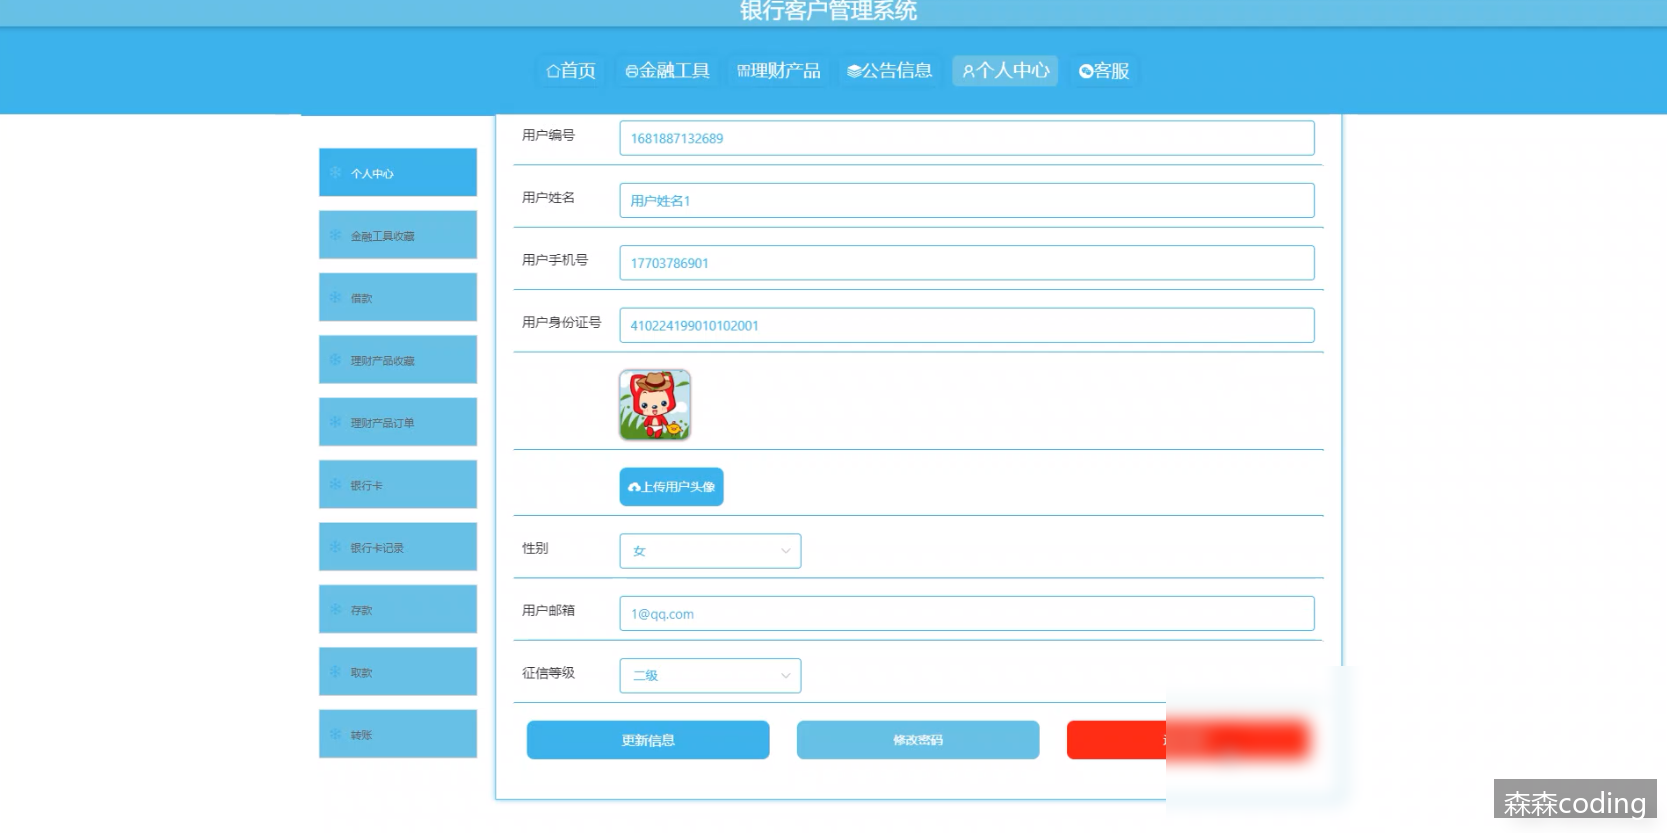 银行客户管理系统
首页 金融工具 理财产品 公告信息 个人中心 客服
个人中心
金融工具收藏
借款
理财产品收藏
理财产品订单
银行卡
银行卡记录
存款
取款
转账
用户编号 1681887132689
用户姓名 用户姓名1
用户手机号 17703786901
用户身份证号 410224199010102001
上传用户头像
性别 女
用户邮箱 1@qq.com
征信等级 二级
更新信息 修改密码
森森coding